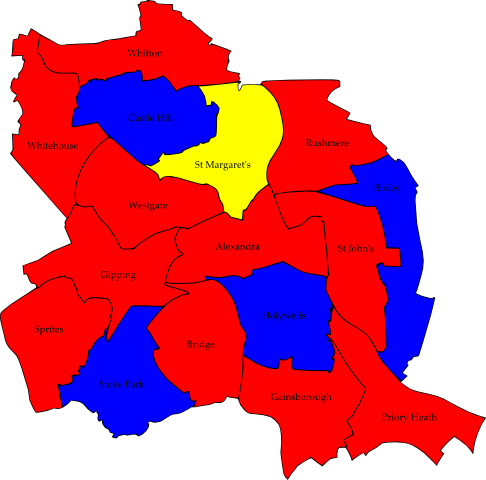 Whitton
Castle Hill
Whitehouse
Rushmere
St Margaret's
Bixley
Westgate
Alexandra
St John's
Gipping
Holywells
Sprites
Bridge
Stoke Park
Gainsborough
Priory Heath